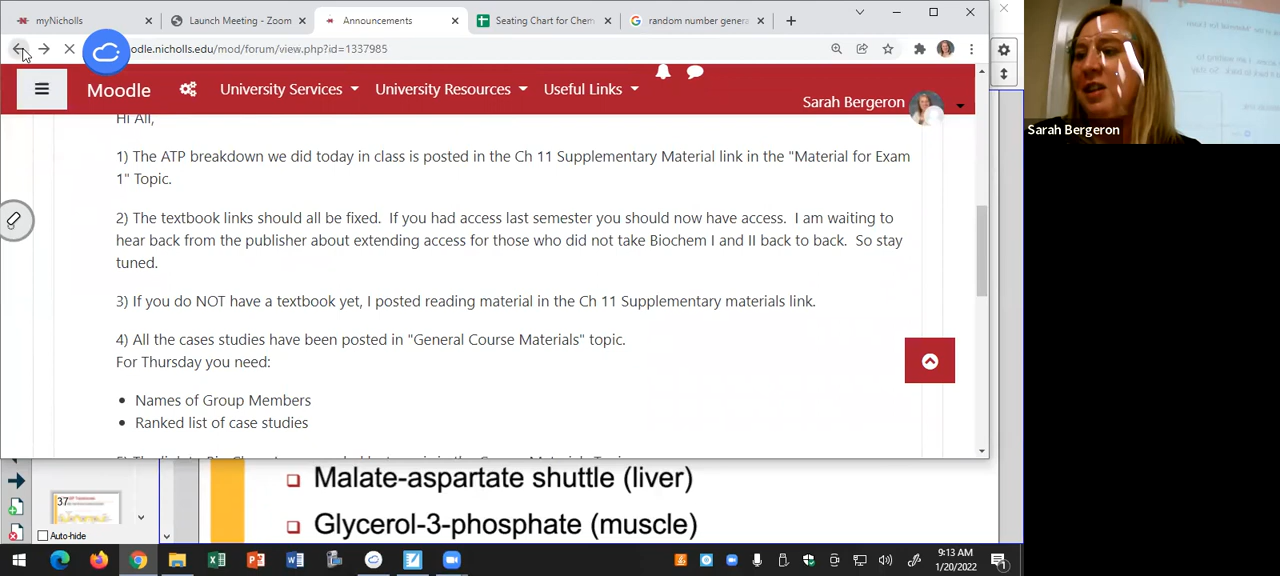 myNicholls
Launch Meeting - Zoom
Announcements
Seating Chart for Chem
random number genera
oodle.nicholls.edu/mod/forum/view.php?id=1337985
Moodle
University Services
University Resources
Useful Links
Sarah Bergeron
Hi All,
1) The ATP breakdown we did today in class is posted in the Ch 11 Supplementary Material link in the "Material for Exam
1" Topic.
2) The textbook links should all be fixed. If you had access last semester you should now have access. I am waiting to
hear back from the publisher about extending access for those who did not take Biochem I and II back to back. So stay
tuned.
3) If you do NOT have a textbook yet, I posted reading material in the Ch 11 Supplementary materials link.
4) All the cases studies have been posted in "General Course Materials" topic.
For Thursday you need:
• Names of Group Members
• Ranked list of case studies
Malate-aspartate shuttle (liver)
Glycerol-3-phosphate (muscle)
37
Auto-hide
9:13 AM
1/20/2022
Sarah Bergeron